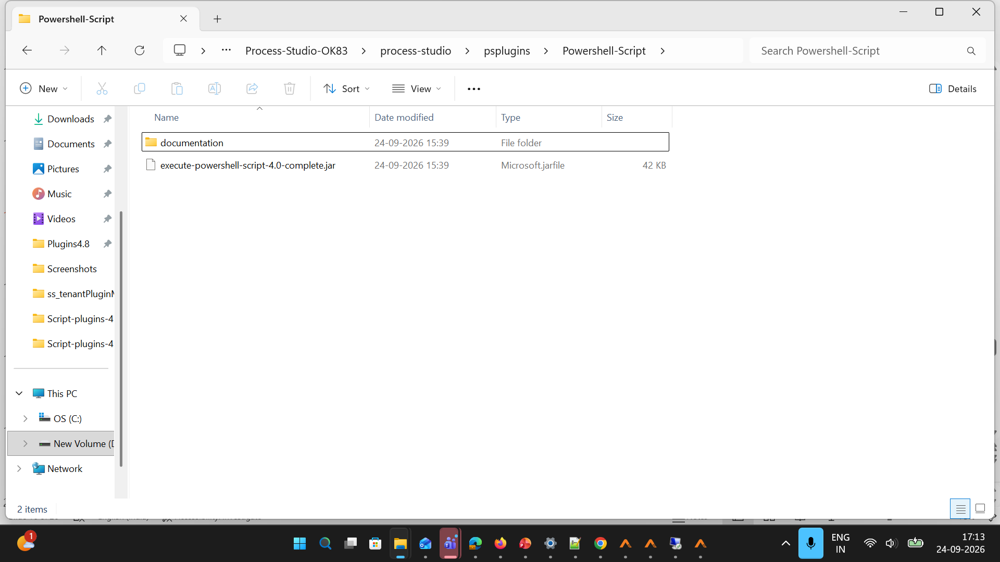 Powershell-Script
Process-Studio-OK83 process-studio psplugins Powershell-Script
Search Powershell-Script
New Sort View Details
Name Date modified Type Size
documentation 24-09-2026 15:39 File folder
execute-powershell-script-4.0-complete.jar 24-09-2026 15:39 Microsoft.jarfile 42 KB
Downloads
Documents
Pictures
Music
Videos
Plugins4.8
Screenshots
ss_tenantPlugin
Script-plugins-4
Script-plugins-4
This PC
OS (C:)
New Volume (
Network
2 items
1
ENG
IN
17:13
24-09-2026